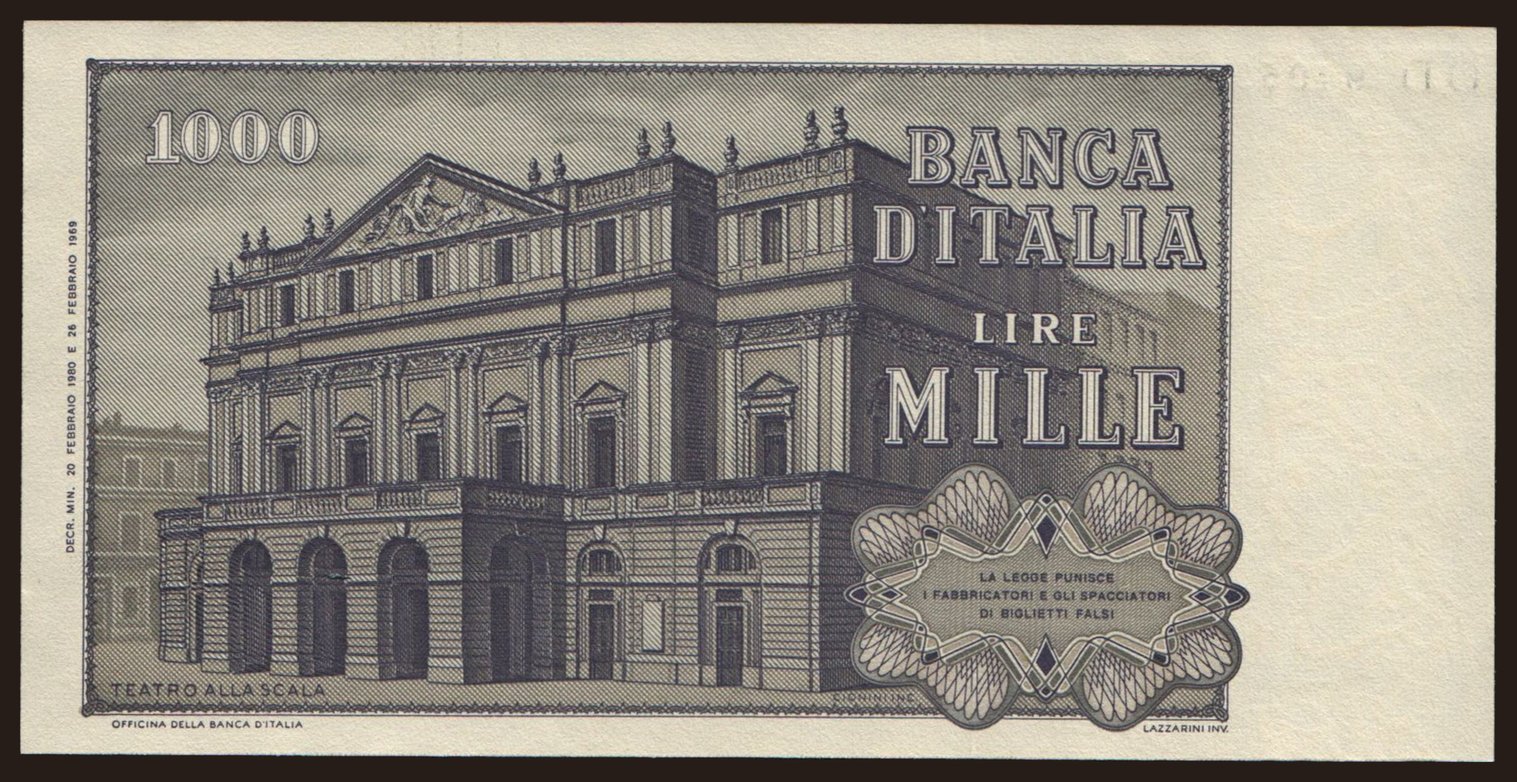 1000
BANCA
D'ITALIA
LIRE
MILLE
DECR. MIN. 20 FEBBRAIO 1980 E 26 FEBBRAIO 1969
LA LEGGE PUNISCE
I FABBRICATORI E GLI SPACCIATORI
DI BIGLIETTI FALSI
TEATRO ALLA SCALA
OFFICINA DELLA BANCA D'ITALIA
LAZZARINI INV.